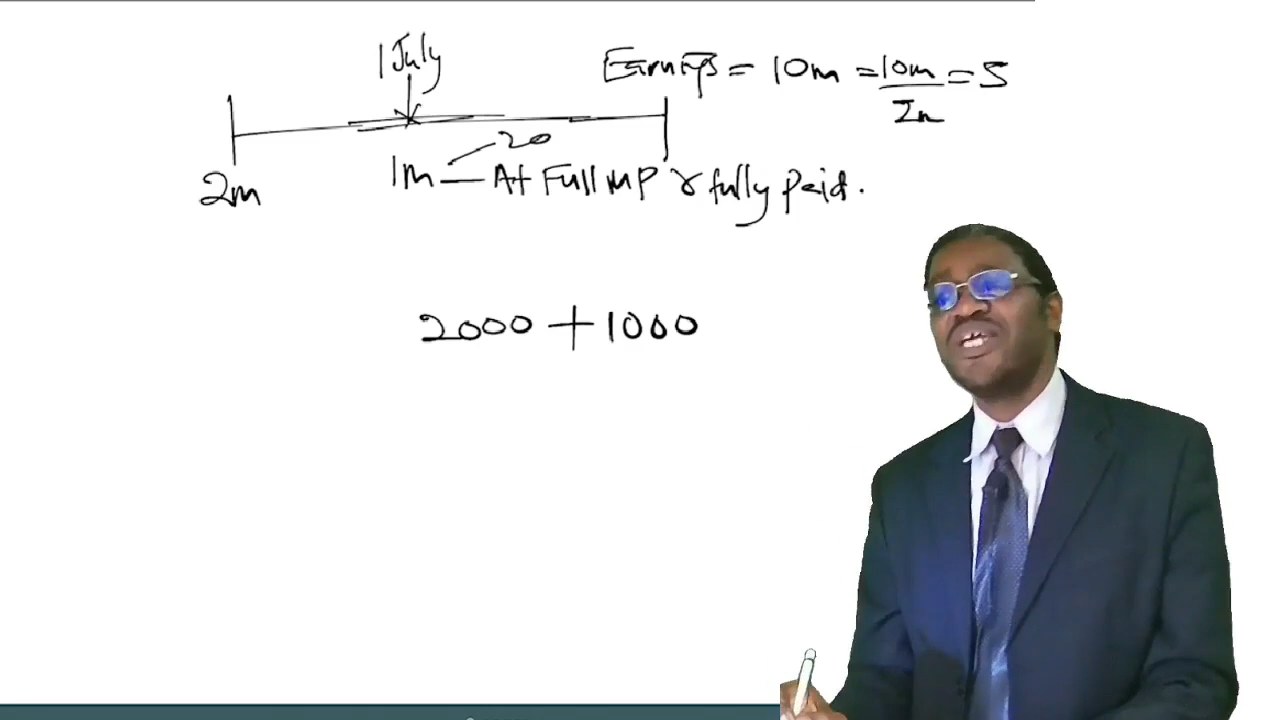 1 July
Earnings = 10m = 10m/2m = 5
20
2m
1m — At Full MP & fully paid.
2000 + 1000